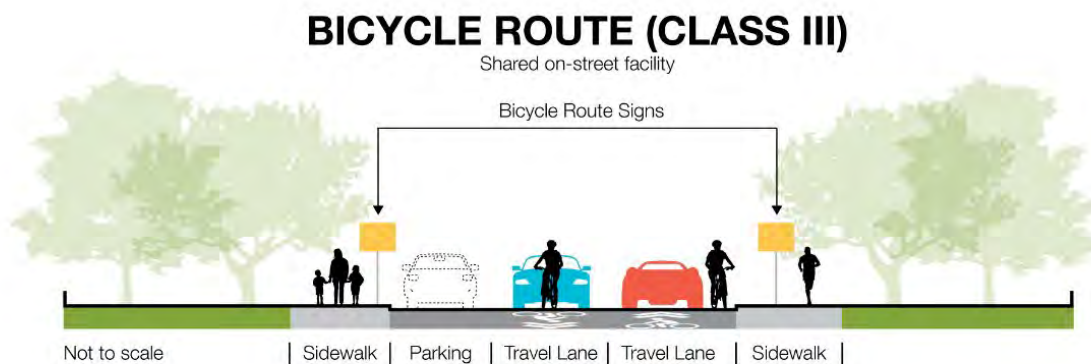 BICYCLE ROUTE (CLASS III)
Shared on-street facility
Bicycle Route Signs
Not to scale
Sidewalk
Parking
Travel Lane
Travel Lane
Sidewalk